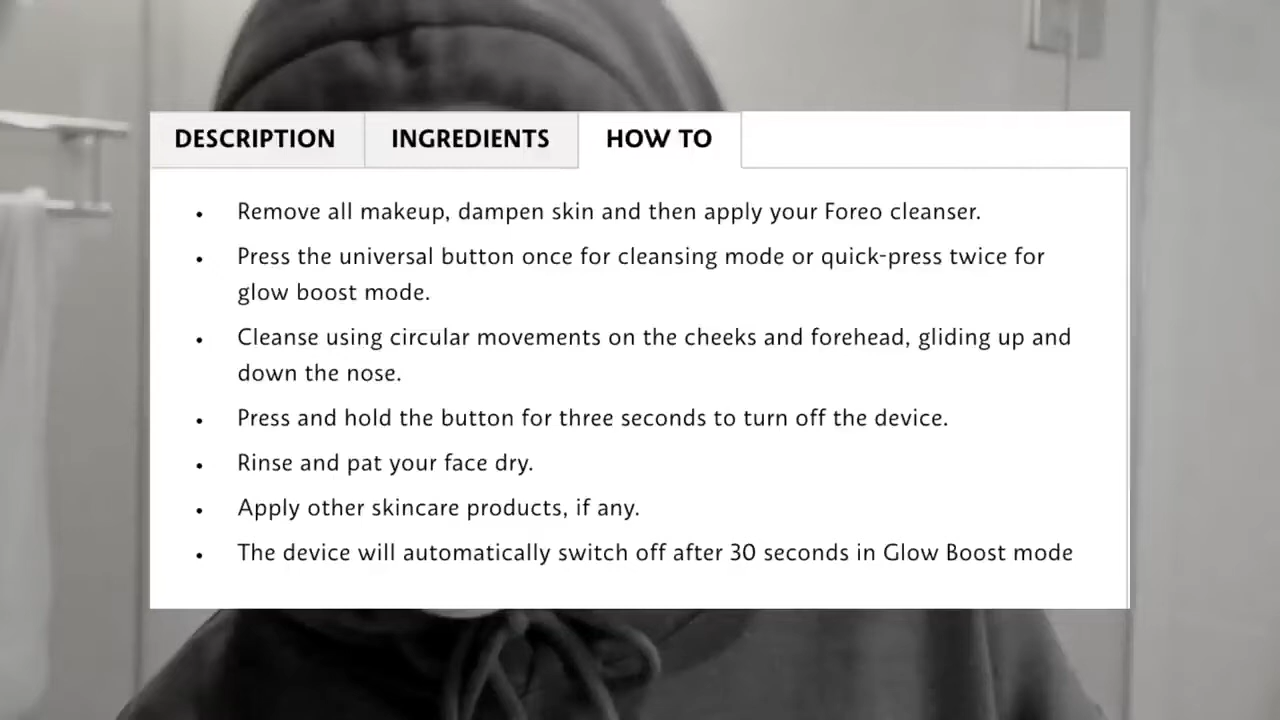 DESCRIPTION INGREDIENTS HOW TO
• Remove all makeup, dampen skin and then apply your Foreo cleanser.
• Press the universal button once for cleansing mode or quick-press twice for
glow boost mode.
• Cleanse using circular movements on the cheeks and forehead, gliding up and
down the nose.
• Press and hold the button for three seconds to turn off the device.
• Rinse and pat your face dry.
• Apply other skincare products, if any.
• The device will automatically switch off after 30 seconds in Glow Boost mode